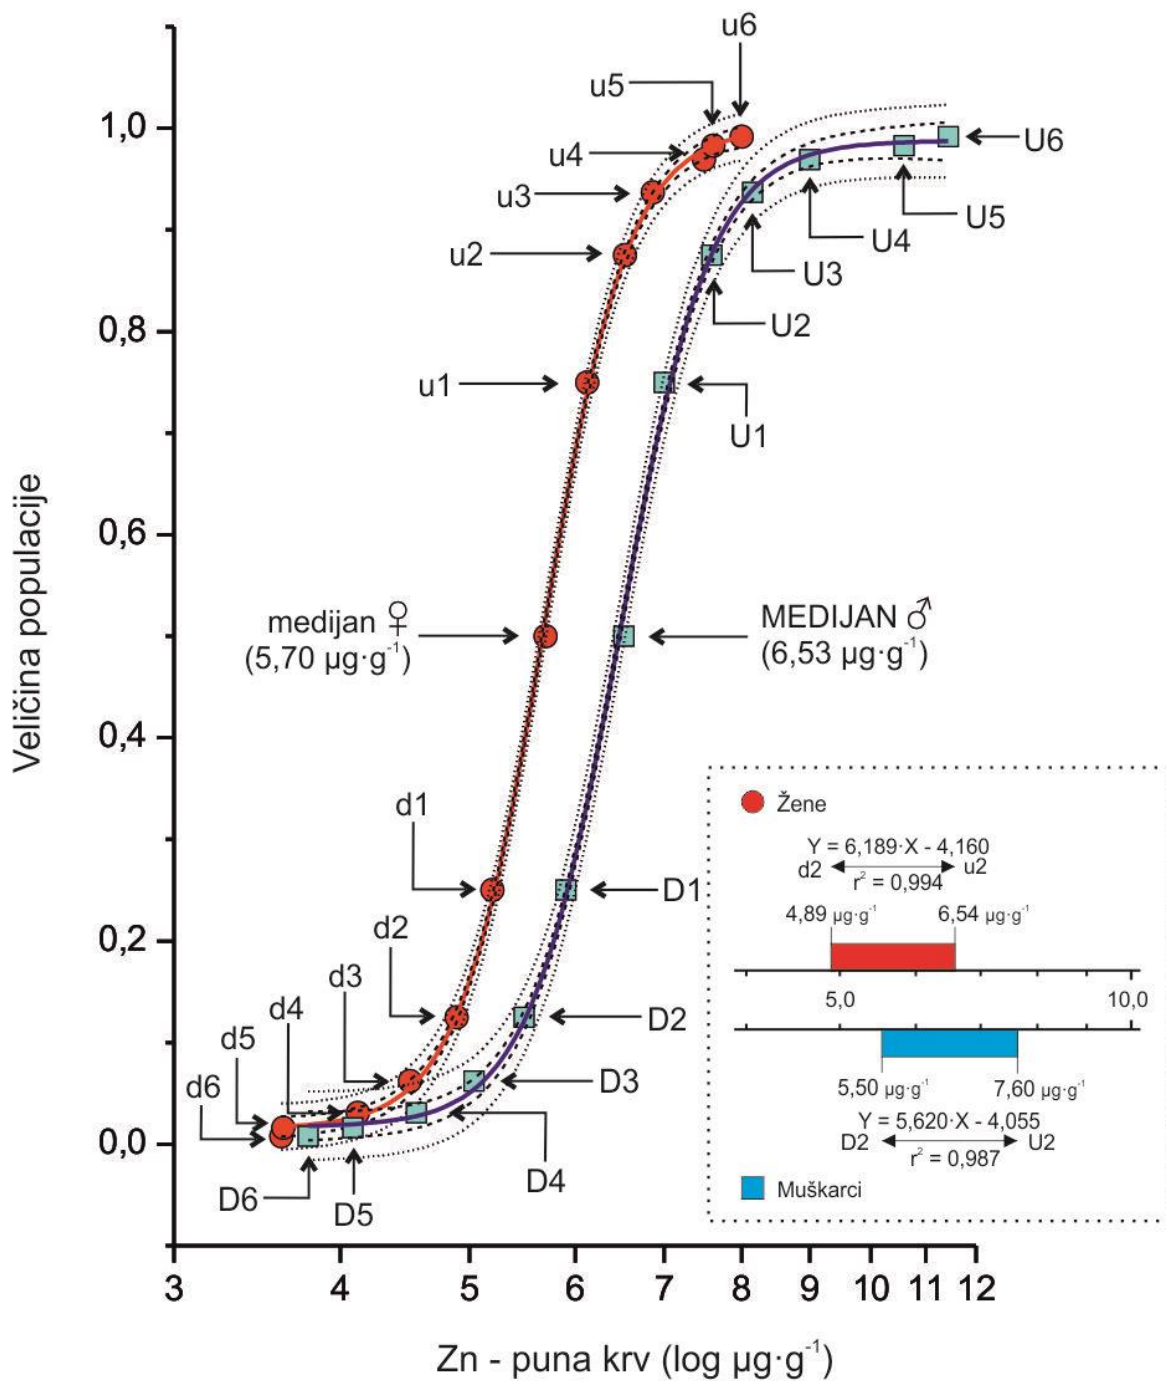 u6
u5
1,0
U6
u4
u3
U5
U4
u2
U3
0,8
U2
u1
U1
Veličina populacije
0,6
medijan ♀
(5,70 µg·g⁻¹)
MEDIJAN ♂
(6,53 µg·g⁻¹)
0,4
d1
D1
0,2
d2
d3
D2
d4
d5
D3
d6
0,0
D4
D6
D5
Žene
Y = 6,189·X - 4,160
d2 u2
r² = 0,994
4,89 µg·g⁻¹ 6,54 µg·g⁻¹
5,0 10,0
5,50 µg·g⁻¹ 7,60 µg·g⁻¹
Y = 5,620·X - 4,055
D2 U2
r² = 0,987
Muškarci
3 4 5 6 7 8 9 10 11 12
Zn - puna krv (log µg·g⁻¹)